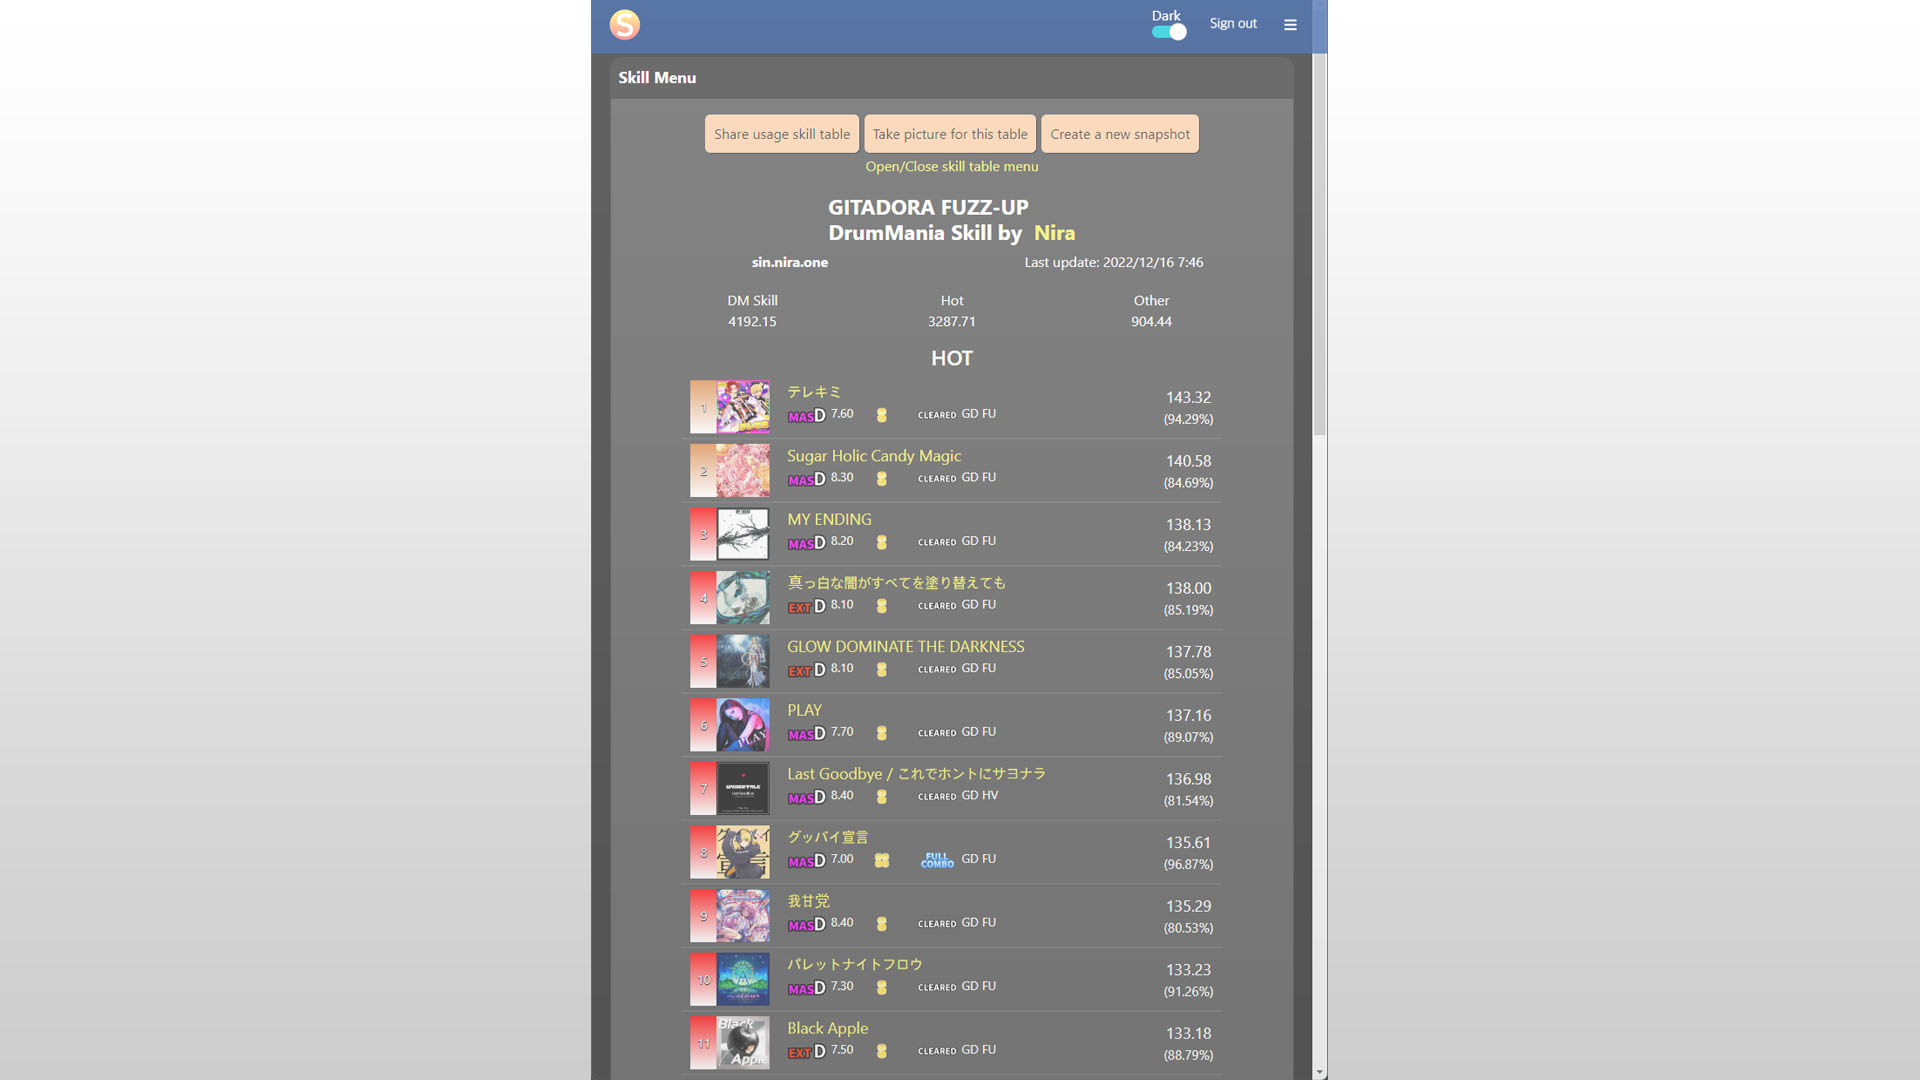 S
Dark
Sign out
Skill Menu
Share usage skill table
Take picture for this table
Create a new snapshot
Open/Close skill table menu
GITADORA FUZZ-UP
DrumMania Skill by Nira
sin.nira.one
Last update: 2022/12/16 7:46
DM Skill
Hot
Other
4192.15
3287.71
904.44
HOT
1
テレキミ
143.32
MAS D 7.60 CLEARED GD FU
(94.29%)
2
Sugar Holic Candy Magic
140.58
MAS D 8.30 CLEARED GD FU
(84.69%)
3
MY ENDING
138.13
MAS D 8.20 CLEARED GD FU
(84.23%)
4
真っ白な闇がすべてを塗り替えても
138.00
EXT D 8.10 CLEARED GD FU
(85.19%)
5
GLOW DOMINATE THE DARKNESS
137.78
EXT D 8.10 CLEARED GD FU
(85.05%)
6
PLAY
PLAY
137.16
MAS D 7.70 CLEARED GD FU
(89.07%)
7
UNDERTALE
Last Goodbye / これでホントにサヨナラ
136.98
MAS D 8.40 CLEARED GD HV
(81.54%)
8
グッバイ宣言
グッバイ宣言
135.61
MAS D 7.00 FULL COMBO GD FU
(96.87%)
9
我甘党
135.29
MAS D 8.40 CLEARED GD FU
(80.53%)
10
パレットナイトフロウ
133.23
MAS D 7.30 CLEARED GD FU
(91.26%)
11
Black Apple
Black Apple
133.18
EXT D 7.50 CLEARED GD FU
(88.79%)